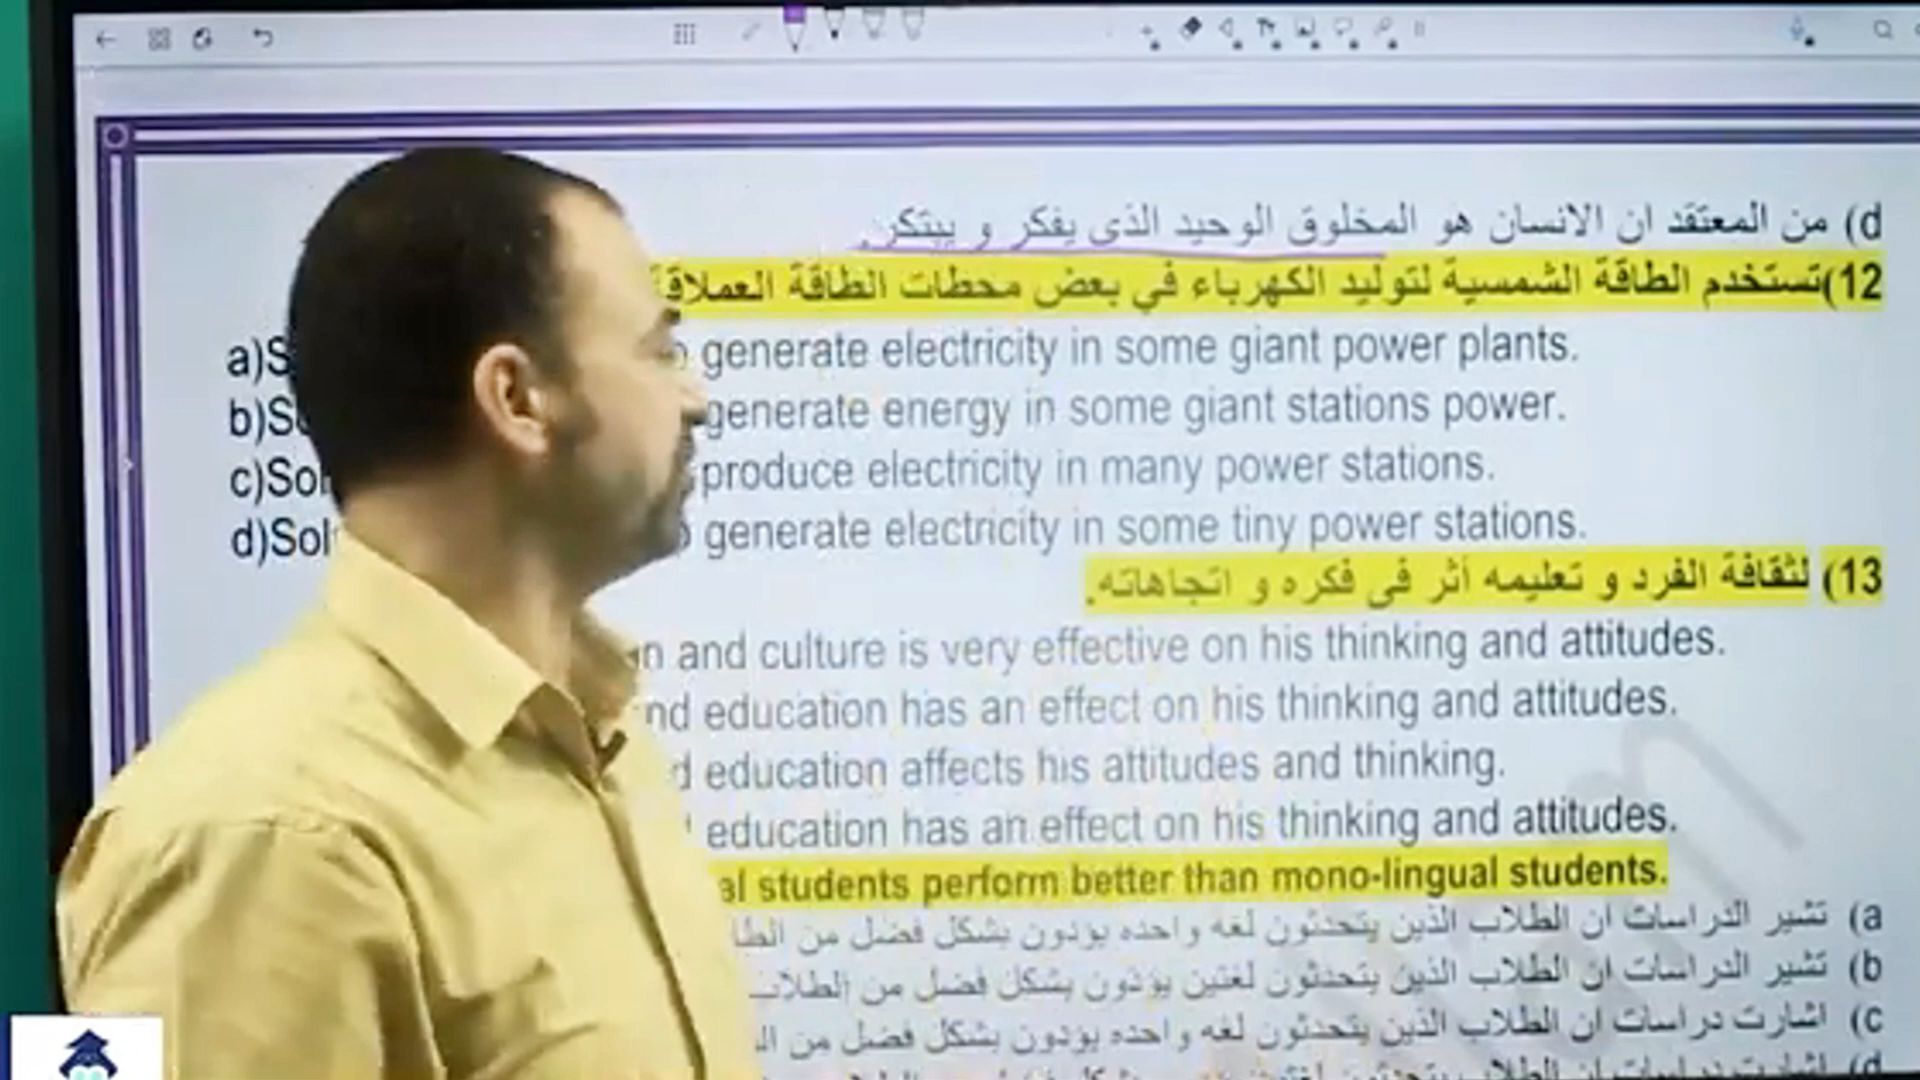 d) من المعتقد ان الانسان هو المخلوق الوحيد الذى يفكر و يبتكر.
12)تستخدم الطاقة الشمسية لتوليد الكهرباء في بعض محطات الطاقة العملاقة
a) generate electricity in some giant power plants.
b) generate energy in some giant stations power.
c) produce electricity in many power stations.
d) generate electricity in some tiny power stations.
13) لثقافة الفرد و تعليمه أثر فى فكره و اتجاهاته.
and culture is very effective on his thinking and attitudes.
education has an effect on his thinking and attitudes.
education affects his attitudes and thinking.
education has an effect on his thinking and attitudes.
students perform better than mono-lingual students.
a) تشير الدراسات ان الطلاب الذين يتحدثون لغه واحده يؤدون بشكل فضل من
b) تشير الدراسات ان الطلاب الذين يتحدثون لغتين يؤدون بشكل فضل من الطلاب
c) اشارت دراسات ان الطلاب الذين يتحدثون لغه واحده يؤدون بشكل فضل من